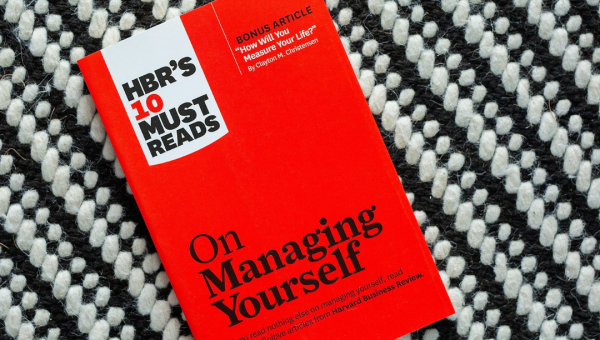 HBR'S
10
MUST
READS
BONUS ARTICLE
"How Will You
Measure Your Life?"
By Clayton M. Christensen
On
Managing
Yourself
read nothing else on managing yourself, read
articles from Harvard Business Review.